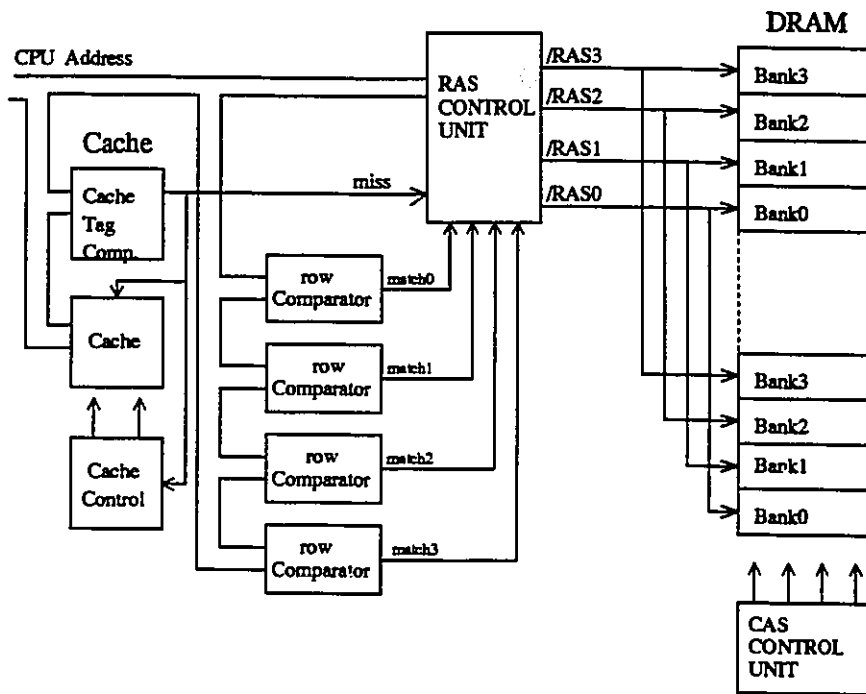 DRAM
CPU Address
RAS
CONTROL
UNIT
/RAS3
/RAS2
/RAS1
/RAS0
Bank3
Bank2
Bank1
Bank0
Cache
Cache
Tag
Comp.
miss
row
Comparator
match0
Cache
row
Comparator
match1
Bank3
Bank2
Bank1
Bank0
Cache
Control
row
Comparator
match2
row
Comparator
match3
CAS
CONTROL
UNIT